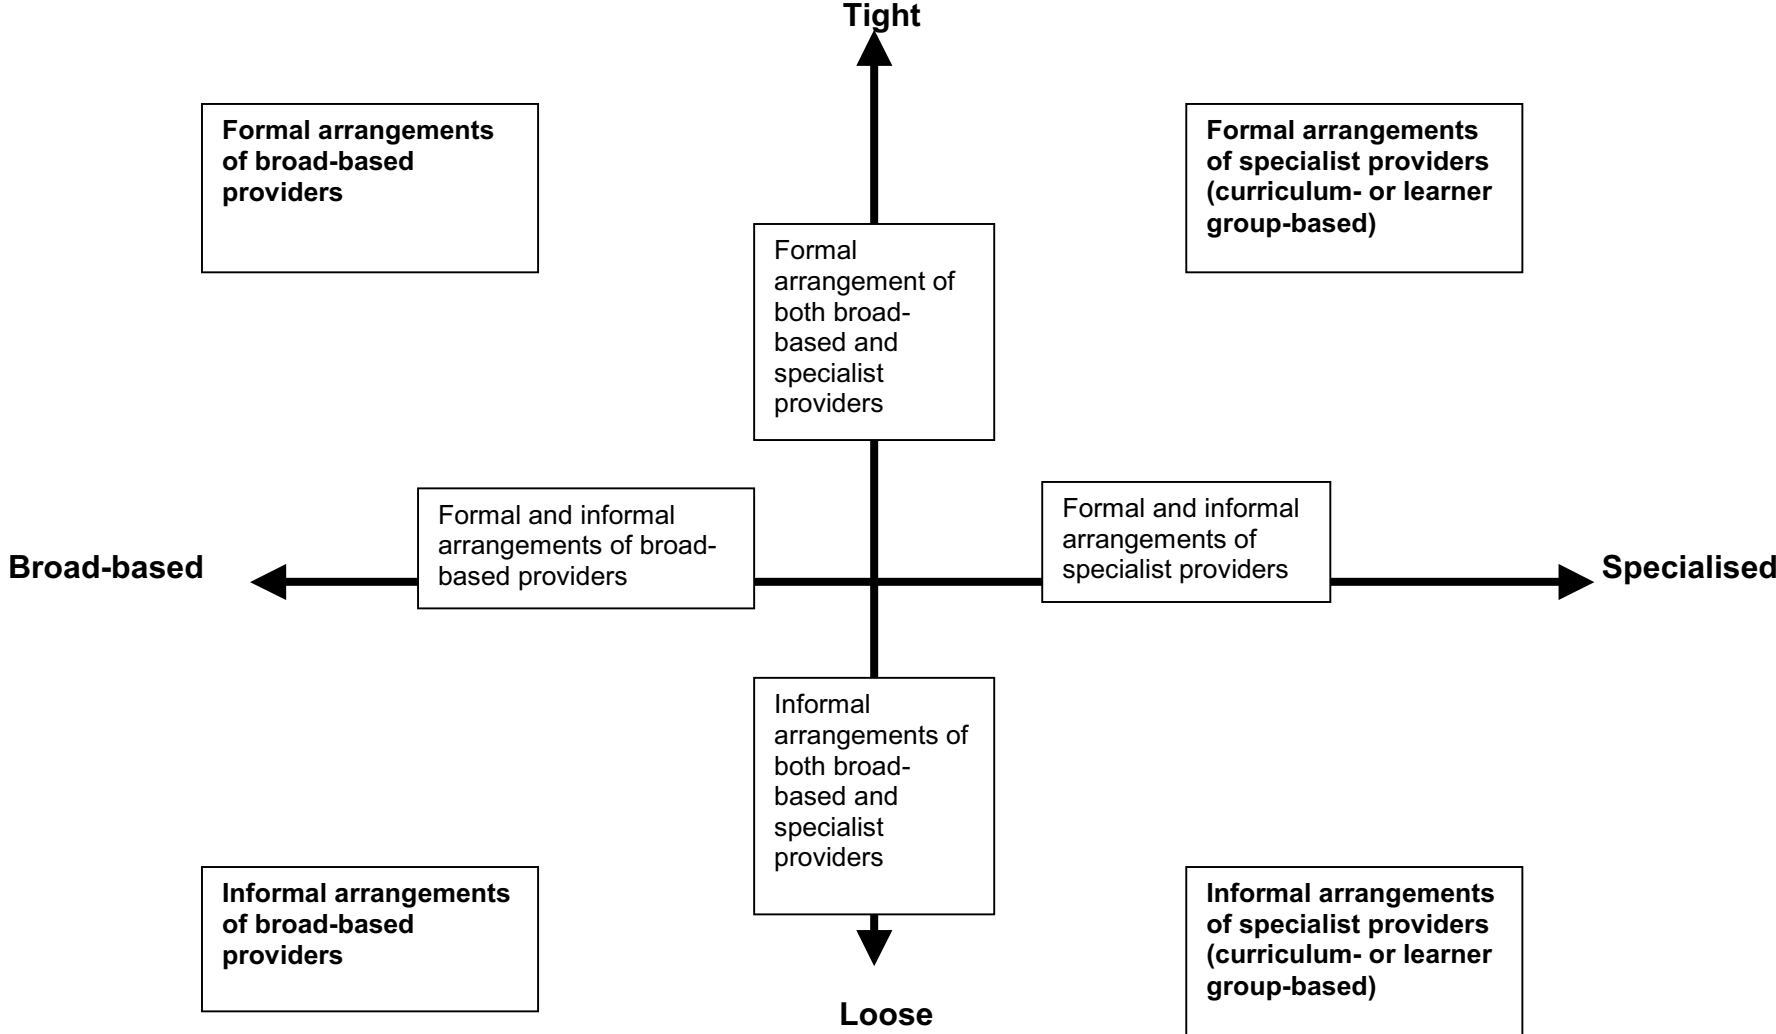 Tight
Formal arrangements
of broad-based
providers
Formal arrangements
of specialist providers
(curriculum- or learner
group-based)
Formal
arrangement of
both broad-
based and
specialist
providers
Formal and informal
arrangements of broad-
based providers
Formal and informal
arrangements of
specialist providers
Broad-based
Specialised
Informal
arrangements of
both broad-
based and
specialist
providers
Informal arrangements
of broad-based
providers
Informal arrangements
of specialist providers
(curriculum- or learner
group-based)
Loose